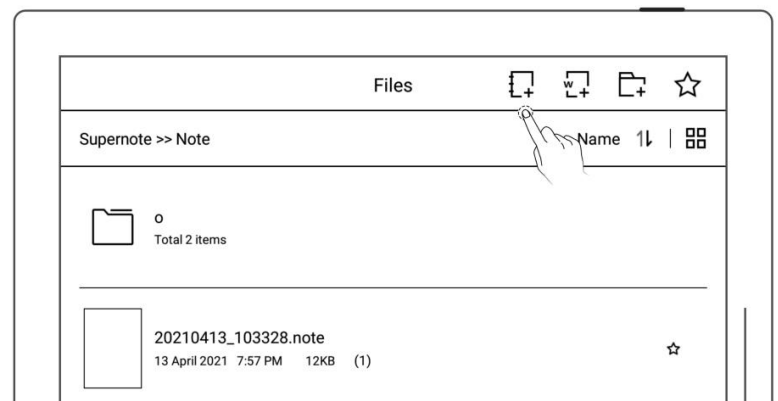 Files
W
Supernote >> Note
Name
o
Total 2 items
20210413_103328.note
13 April 2021 7:57 PM 12KB (1)